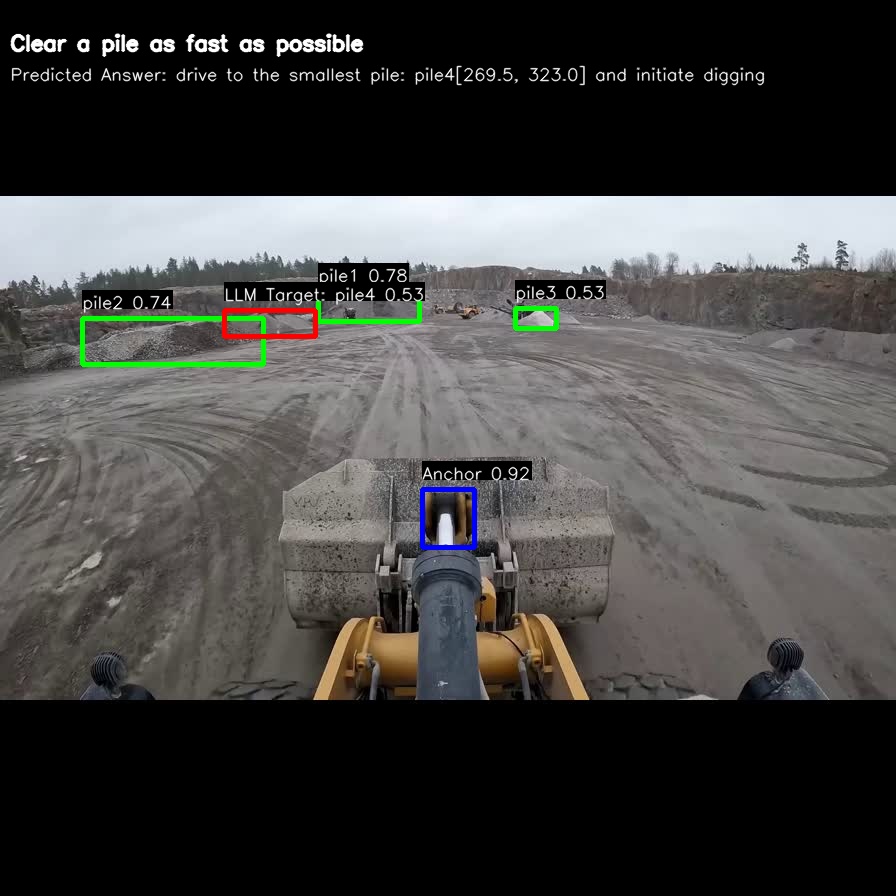 Clear a pile as fast as possible
Predicted Answer: drive to the smallest pile: pile4[269.5, 323.0] and initiate digging
pile1 0.78
LLM Target: pile4 0.53
pile3 0.53
pile2 0.74
Anchor 0.92